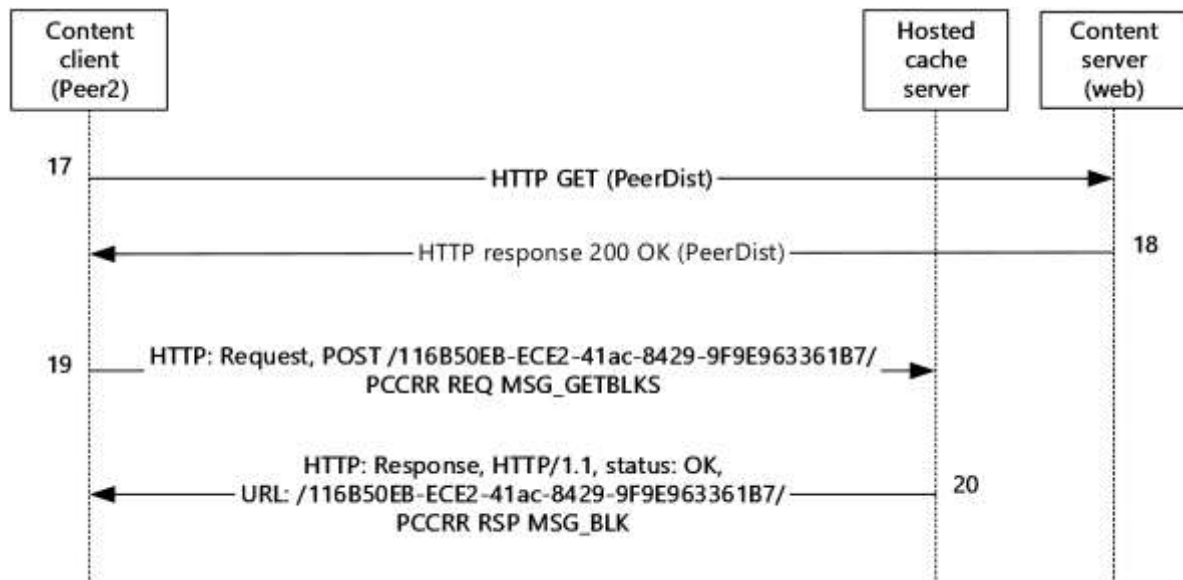 Content
client
(Peer2)
Hosted
cache
server
Content
server
(web)
17
HTTP GET (PeerDist)
HTTP response 200 OK (PeerDist)
18
19
HTTP: Request, POST /116B50EB-ECE2-41ac-8429-9F9E963361B7/
PCCRR REQ MSG_GETBLKS
HTTP: Response, HTTP/1.1, status: OK,
URL: /116B50EB-ECE2-41ac-8429-9F9E963361B7/
PCCRR RSP MSG_BLK
20